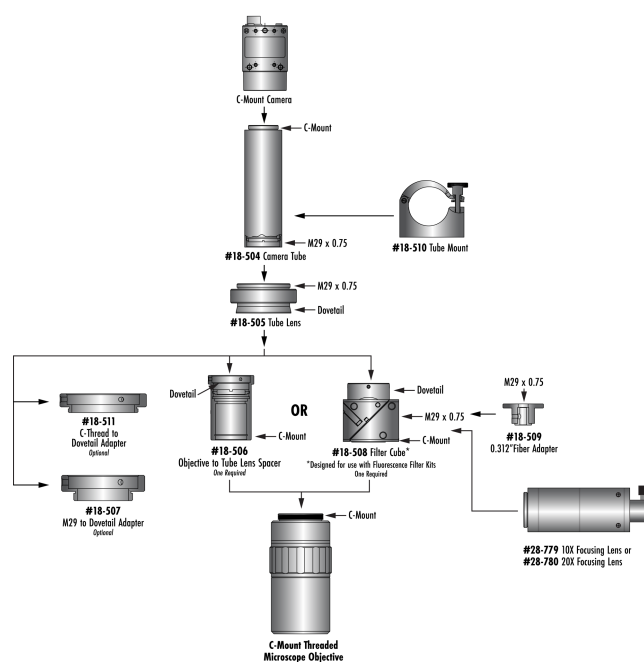 C-Mount Camera
C-Mount
M29 x 0.75
#18-504 Camera Tube
#18-510 Tube Mount
M29 x 0.75
Dovetail
#18-505 Tube Lens
#18-511
C-Thread to
Dovetail Adapter
Optional
#18-507
M29 to Dovetail Adapter
Optional
Dovetail
C-Mount
#18-506
Objective to Tube Lens Spacer
One Required
OR
Dovetail
M29 x 0.75
C-Mount
#18-508 Filter Cube*
*Designed for use with Fluorescence Filter Kits
One Required
M29 x 0.75
#18-509
0.312"Fiber Adapter
#28-779 10X Focusing Lens or
#28-780 20X Focusing Lens
C-Mount
C-Mount Threaded
Microscope Objective